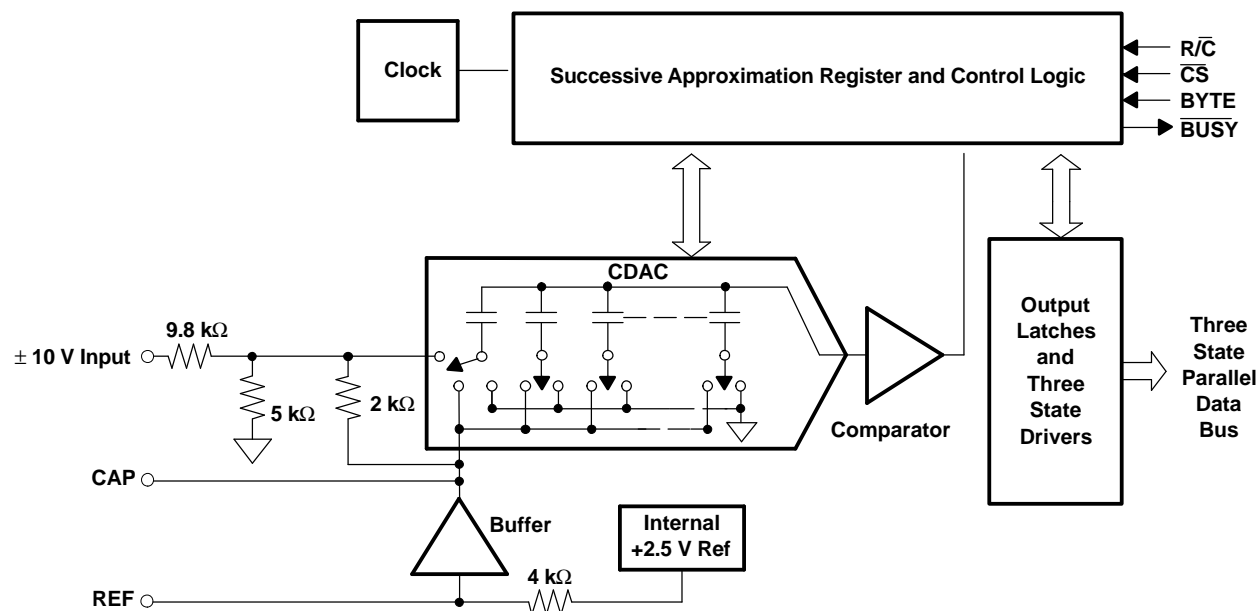 Clock
Successive Approximation Register and Control Logic
R/C̅
C̅S̅
BYTE
B̅U̅S̅Y̅
CDAC
9.8 kΩ
± 10 V Input
5 kΩ
2 kΩ
Comparator
Output
Latches
and
Three
State
Drivers
Three
State
Parallel
Data
Bus
CAP
Buffer
Internal
+2.5 V Ref
4 kΩ
REF